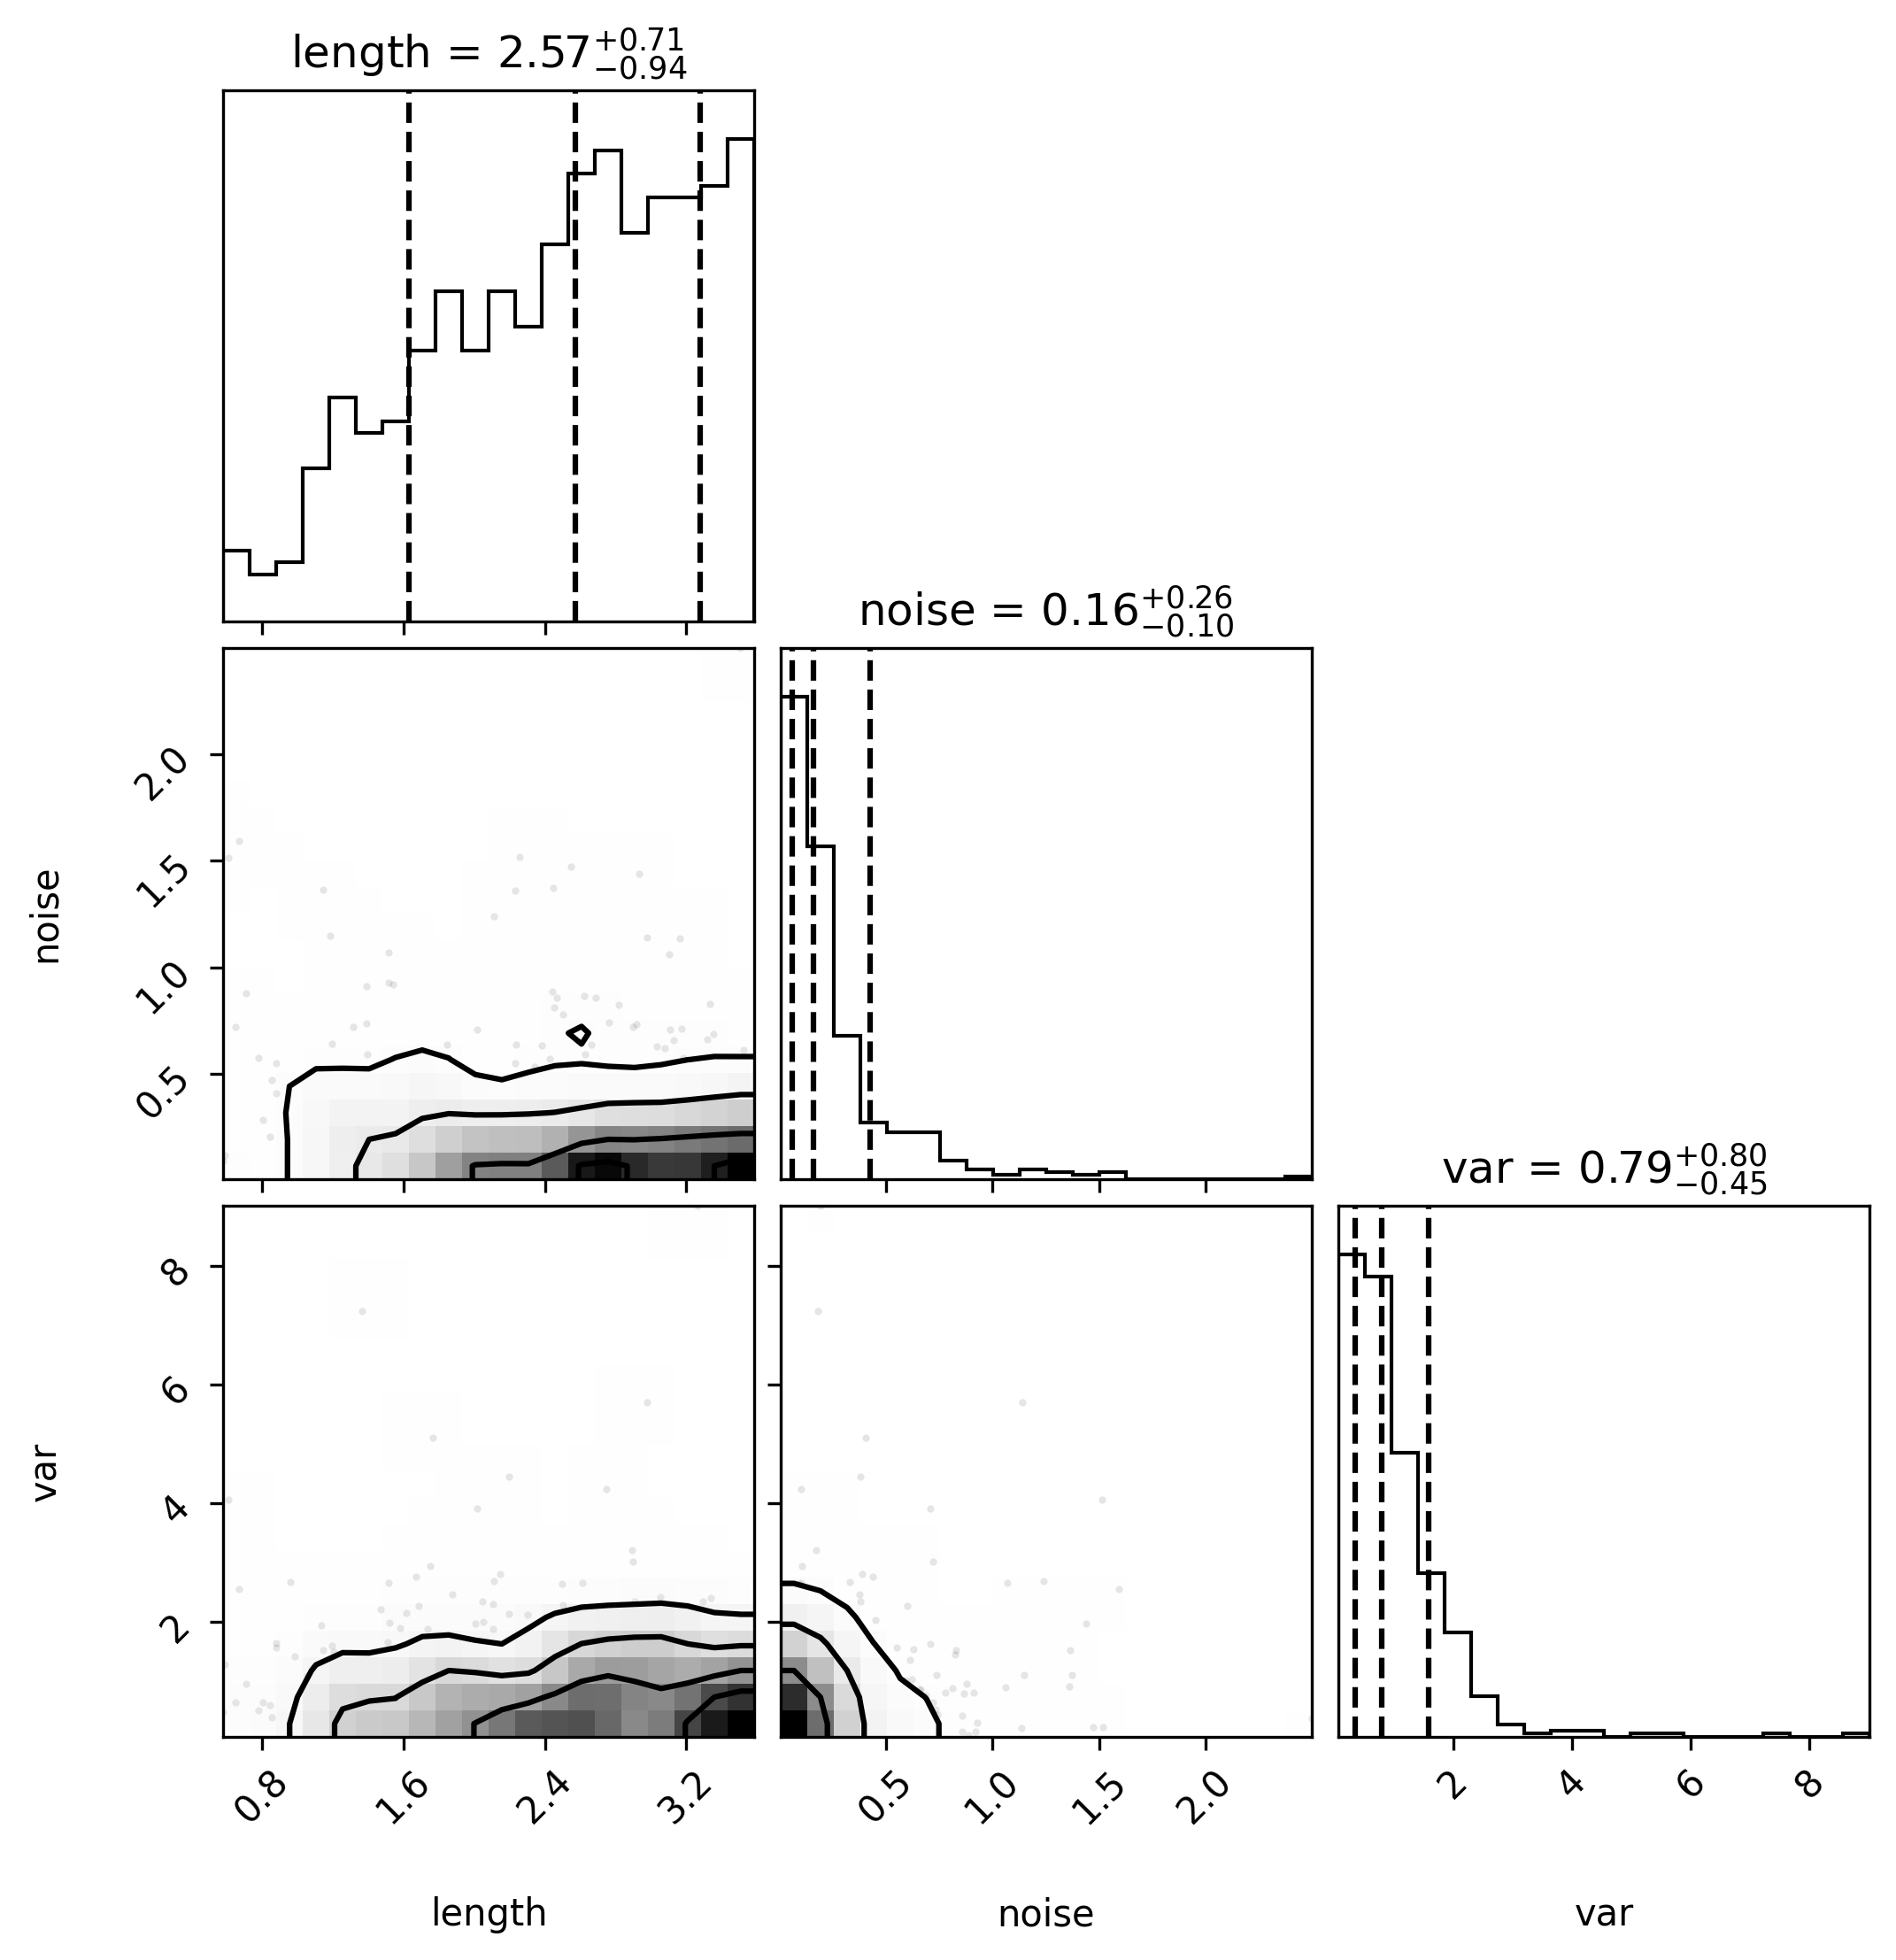 length = 2.57+0.71−0.94
noise = 0.16+0.26−0.10
2.0
1.5
1.0
0.5
noise
var = 0.79+0.80−0.45
8
6
4
2
var
0.8 1.6 2.4 3.2
0.5 1.0 1.5 2.0
2 4 6 8
length
noise
var